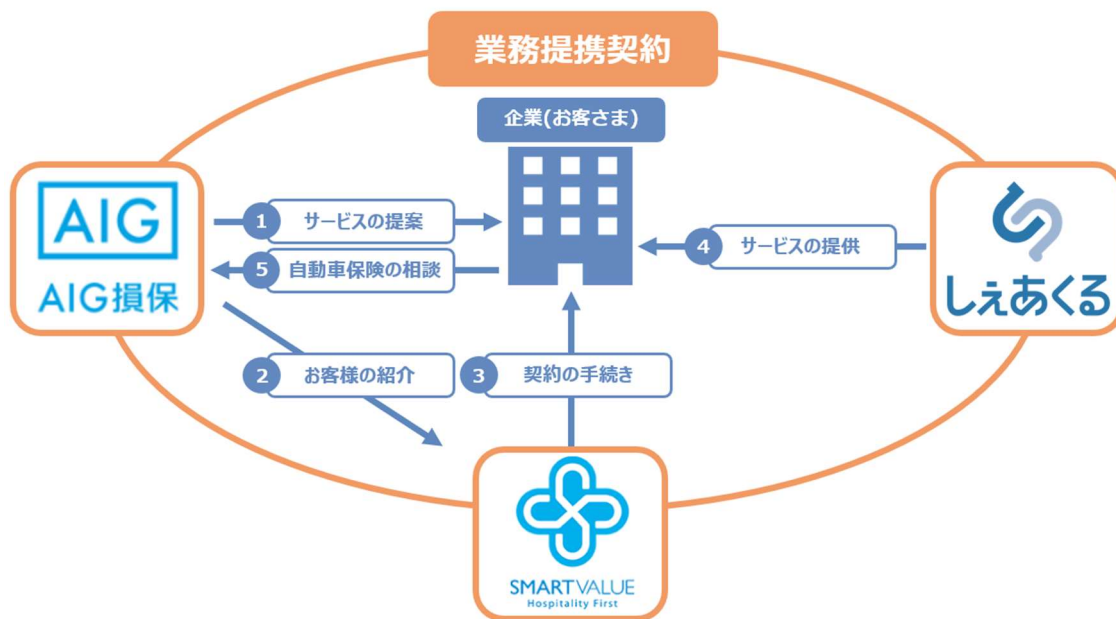 業務提携契約
企業(お客さま)
AIG
AIG損保
1 サービスの提案
5 自動車保険の相談
4 サービスの提供
しぇあくる
2 お客様の紹介
3 契約の手続き
SMARTVALUE
Hospitality First